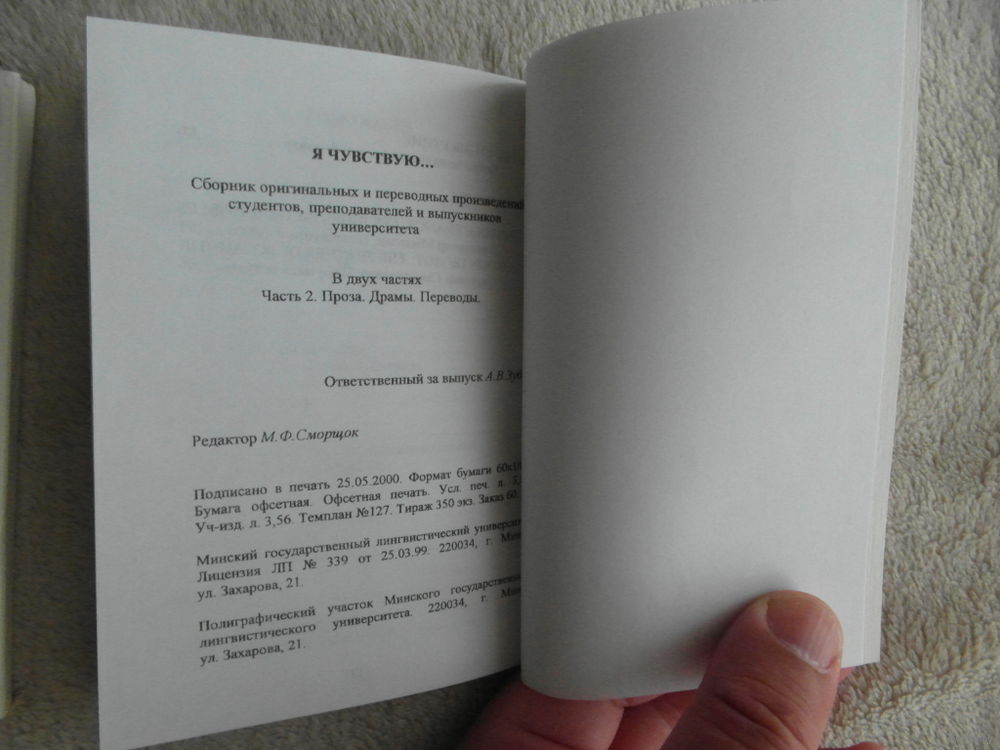 Я ЧУВСТВУЮ...
Сборник оригинальных и переводных произведений
студентов, преподавателей и выпускников
университета
В двух частях
Часть 2. Проза. Драмы. Переводы.
Ответственный за выпуск А.В.
Редактор М.Ф.Сморщок
Подписано в печать 25.05.2000. Формат бумаги
Бумага офсетная. Офсетная печать. Усл. печ. л.
Уч-изд. л. 3,56. Темплан №127. Тираж 350 экз. Заказ 60.
Минский государственный лингвистический
Лицензия ЛП № 339 от 25.03.99. 220034, г.
ул. Захарова, 21.
Полиграфический участок Минского государственного
лингвистического университета. 220034, г.
ул. Захарова, 21.